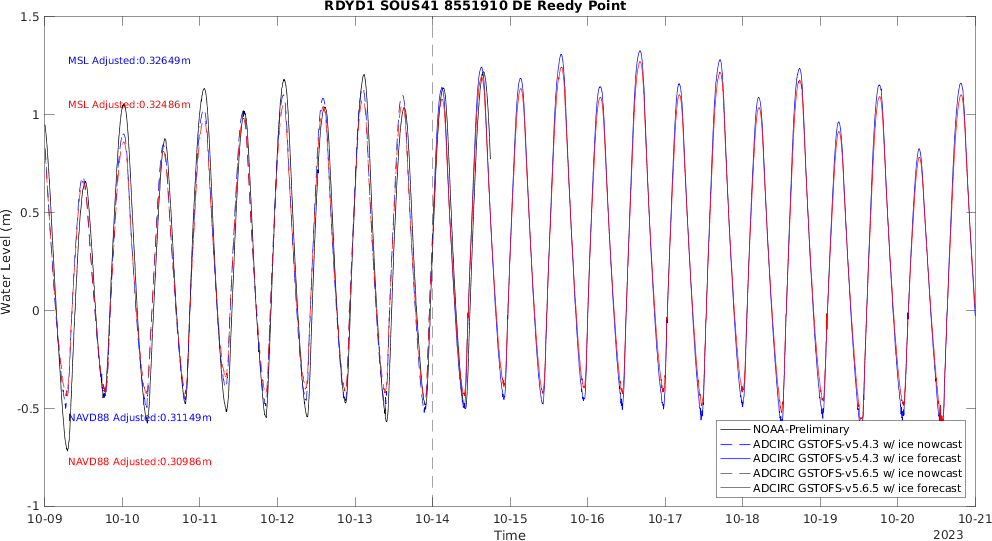 RDYD1 SOUS41 8551910 DE Reedy Point
1.5
1
0.5
0
-0.5
-1
Water Level (m)
MSL Adjusted:0.32649m
MSL Adjusted:0.32486m
NAVD88 Adjusted:0.31149m
NAVD88 Adjusted:0.30986m
NOAA-Preliminary
ADCIRC GSTOFS-v5.4.3 w/ ice nowcast
ADCIRC GSTOFS-v5.4.3 w/ ice forecast
ADCIRC GSTOFS-v5.6.5 w/ ice nowcast
ADCIRC GSTOFS-v5.6.5 w/ ice forecast
10-09 10-10 10-11 10-12 10-13 10-14 10-15 10-16 10-17 10-18 10-19 10-20 10-21
Time
2023